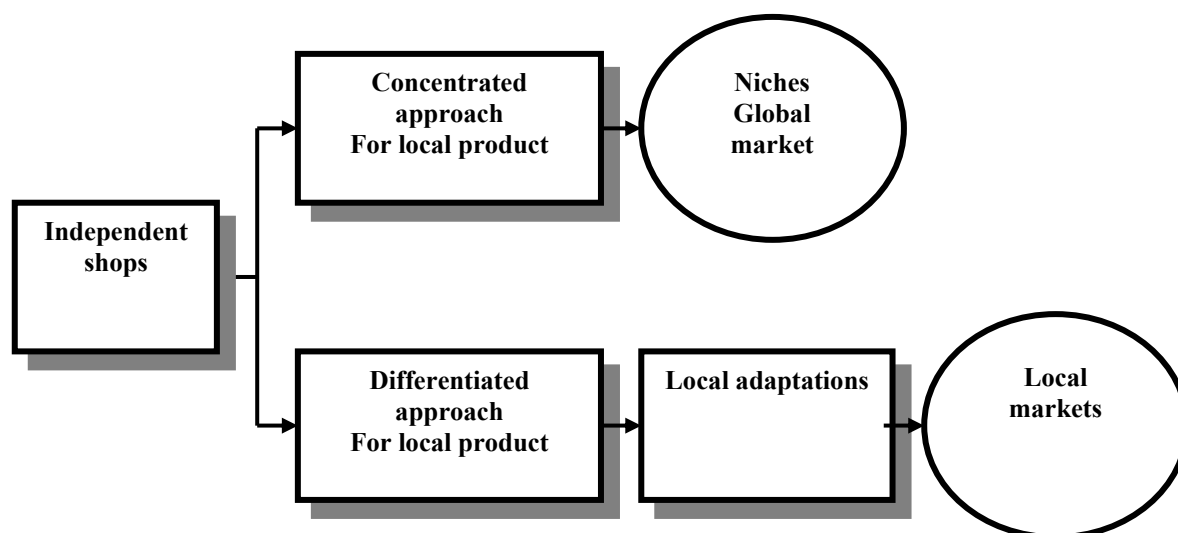 Concentrated
approach
For local product
Niches
Global
market
Independent
shops
Differentiated
approach
For local product
Local adaptations
Local
markets